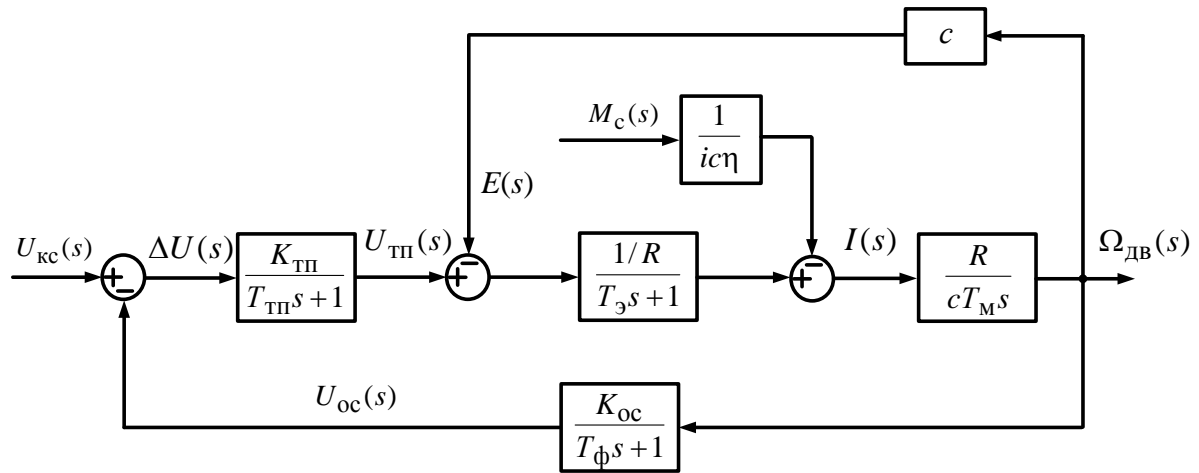 c
M_c(s)
1
icη
E(s)
U_кс(s)
+
−
ΔU(s)
K_тп
T_тп s+1
U_тп(s)
+
−
1/R
T_э s+1
+
−
I(s)
R
cT_м s
Ω_дв(s)
U_ос(s)
K_ос
T_ф s+1